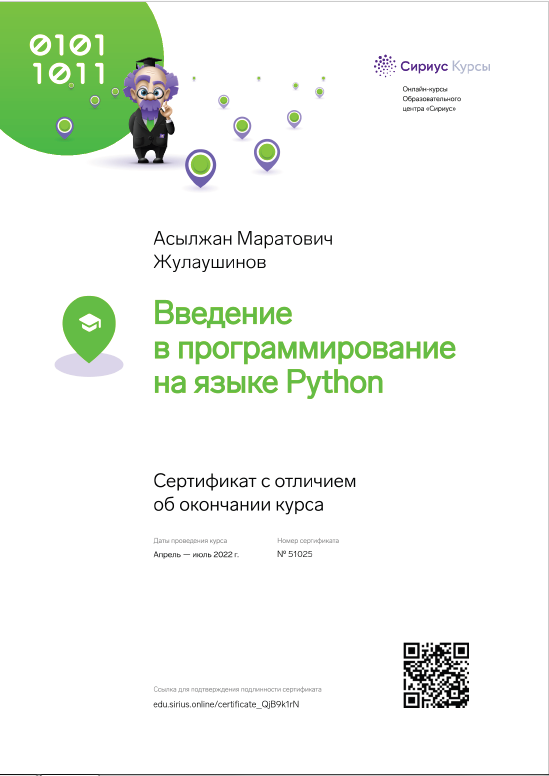 0101
1011
Сириус Курсы
Онлайн-курсы
Образовательного
центра «Сириус»
Асылжан Маратович
Жулаушинов
Введение
в программирование
на языке Python
Сертификат с отличием
об окончании курса
Даты проведения курса
Номер сертификата
Апрель — июль 2022 г.
№ 51025
Ссылка для подтверждения подлинности сертификата
edu.sirius.online/certificate_QjB9k1rN